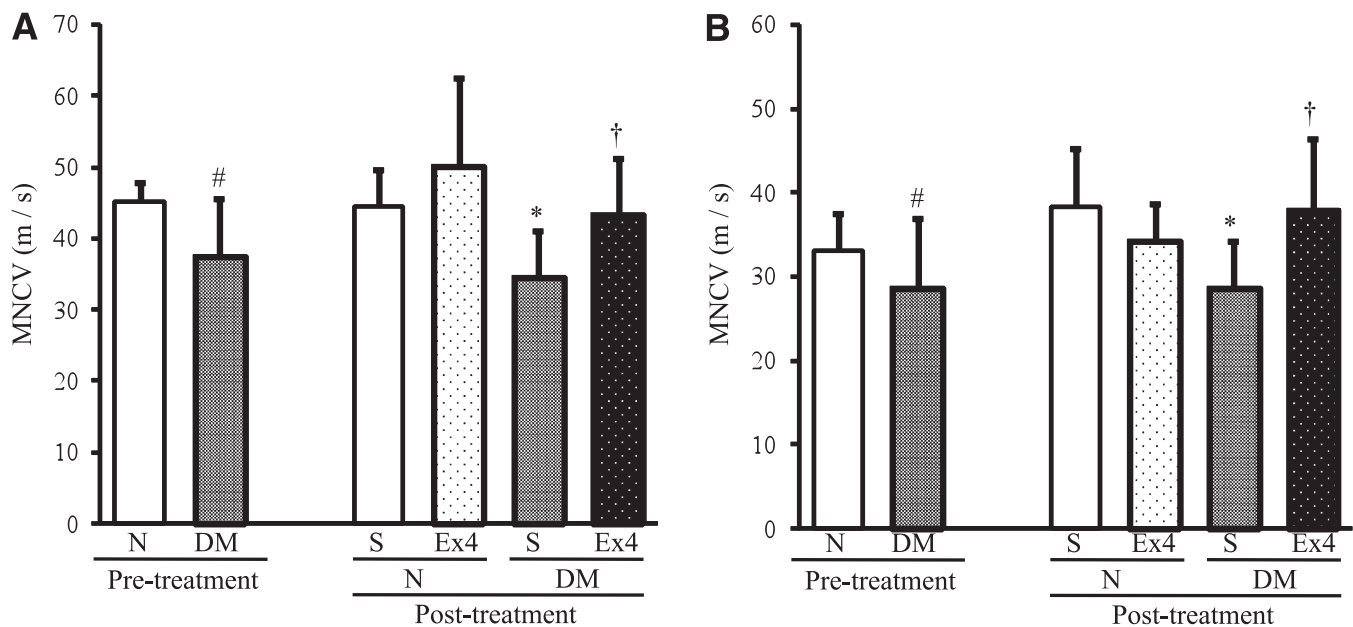 A
MNCV (m / s)
70
60
50
40
30
20
10
0
#
*
†
N DM S Ex4 S Ex4
Pre-treatment N DM
Post-treatment
B
MNCV (m / s)
60
50
40
30
20
10
0
#
*
†
N DM S Ex4 S Ex4
Pre-treatment N DM
Post-treatment